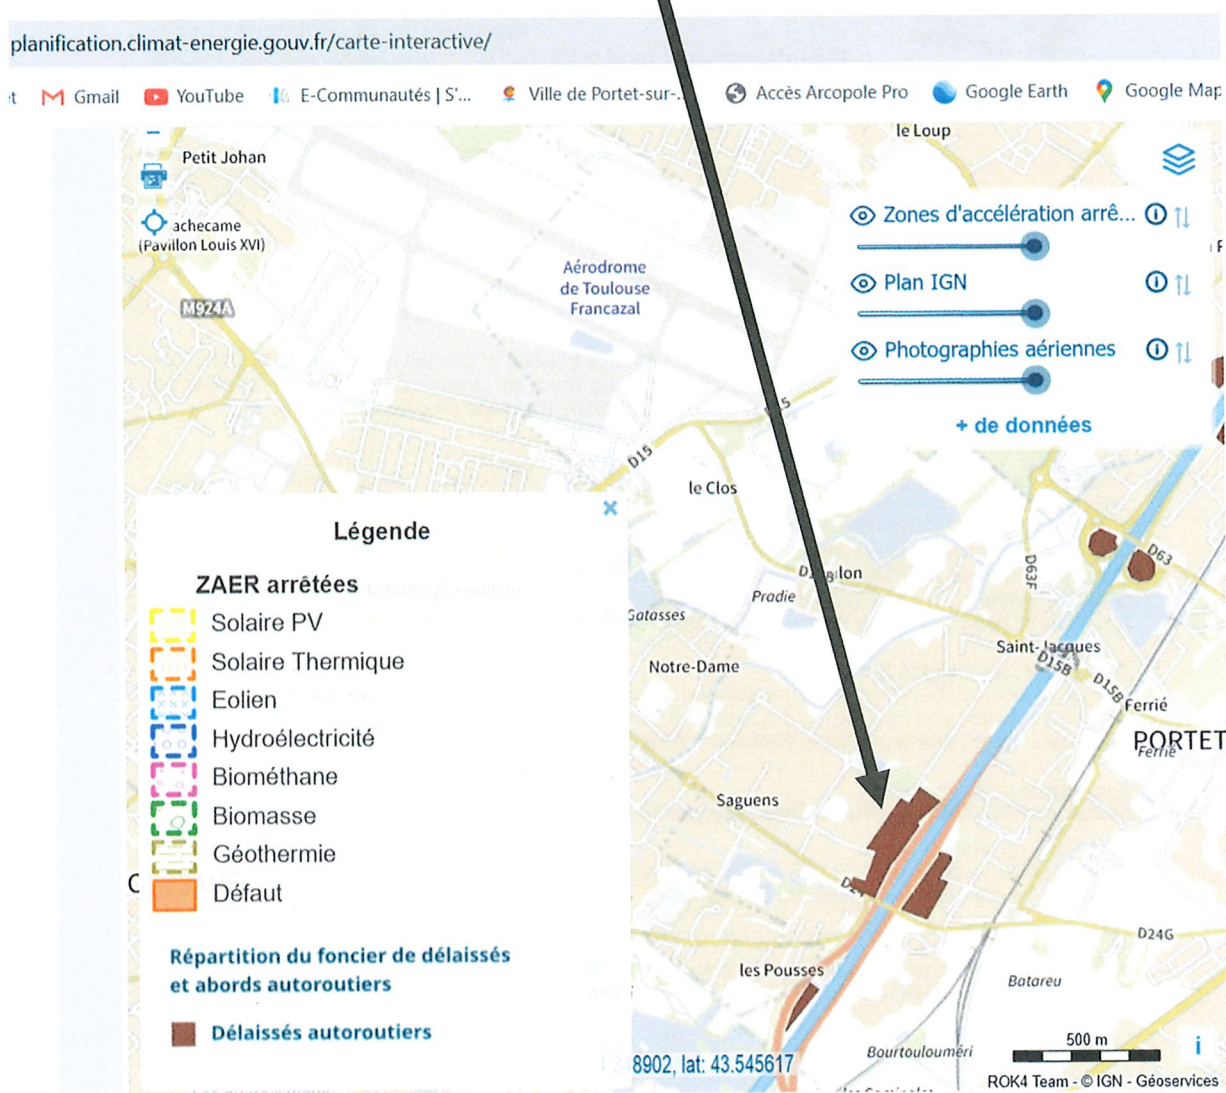 planification.climat-energie.gouv.fr/carte-interactive/
Gmail
YouTube
E-Communautés | S'...
Ville de Portet-sur-...
Accès Arcopole Pro
Google Earth
Google Map
le Loup
Petit Johan
achecame
(Pavillon Louis XVI)
M924A
Aérodrome
de Toulouse
Francazal
Zones d'accélération arrê...
Plan IGN
Photographies aériennes
+ de données
D15
le Clos
Légende
ZAER arrêtées
Solaire PV
Solaire Thermique
Eolien
Hydroélectricité
Biométhane
Biomasse
Géothermie
Défaut
Répartition du foncier de délaissés
et abords autoroutiers
Délaissés autoroutiers
D63
D63F
Pradie
Gatasses
Notre-Dame
Saint-Jacques
D15B
D15B
Ferrié
PORTET
Ferrié
Saguens
D24G
les Pousses
Batareu
Bourtoulouméri
500 m
8902, lat: 43.545617
ROK4 Team - © IGN - Géoservices